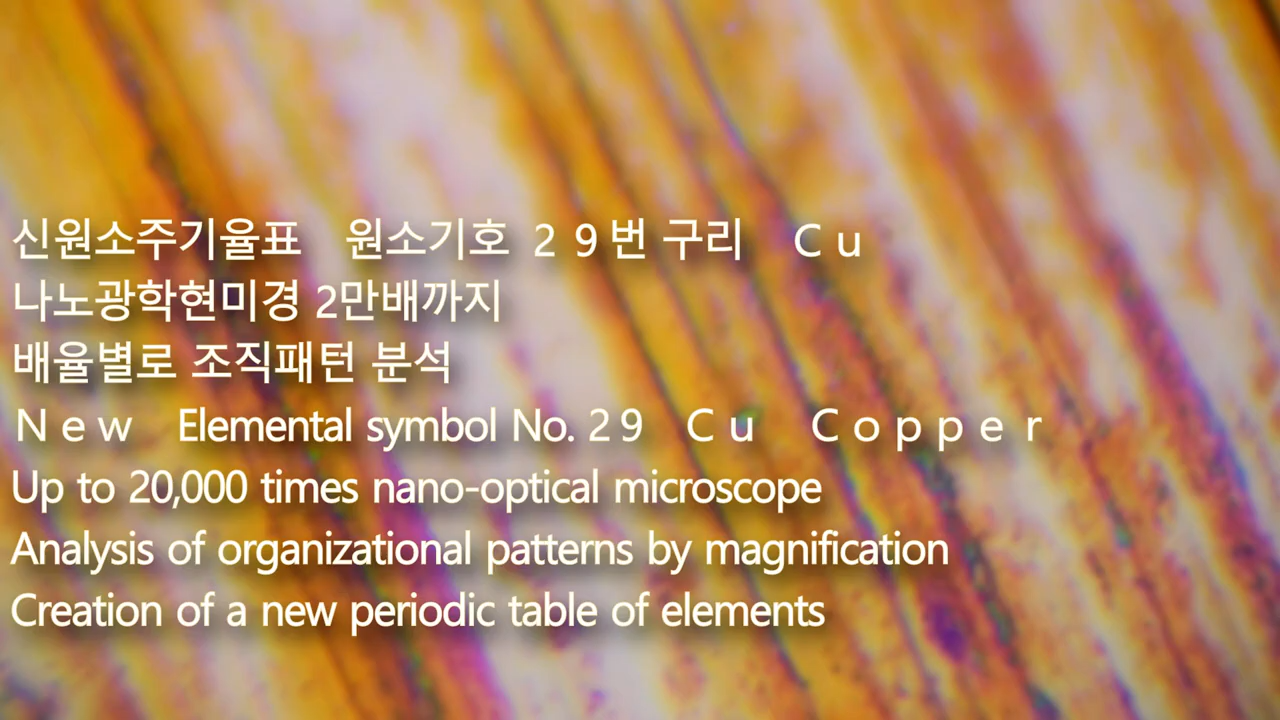 신원소주기율표 원소기호 29번 구리 Cu
나노광학현미경 2만배까지
배율별로 조직패턴 분석
New Elemental symbol No. 29 Cu Copper
Up to 20,000 times nano-optical microscope
Analysis of organizational patterns by magnification
Creation of a new periodic table of elements